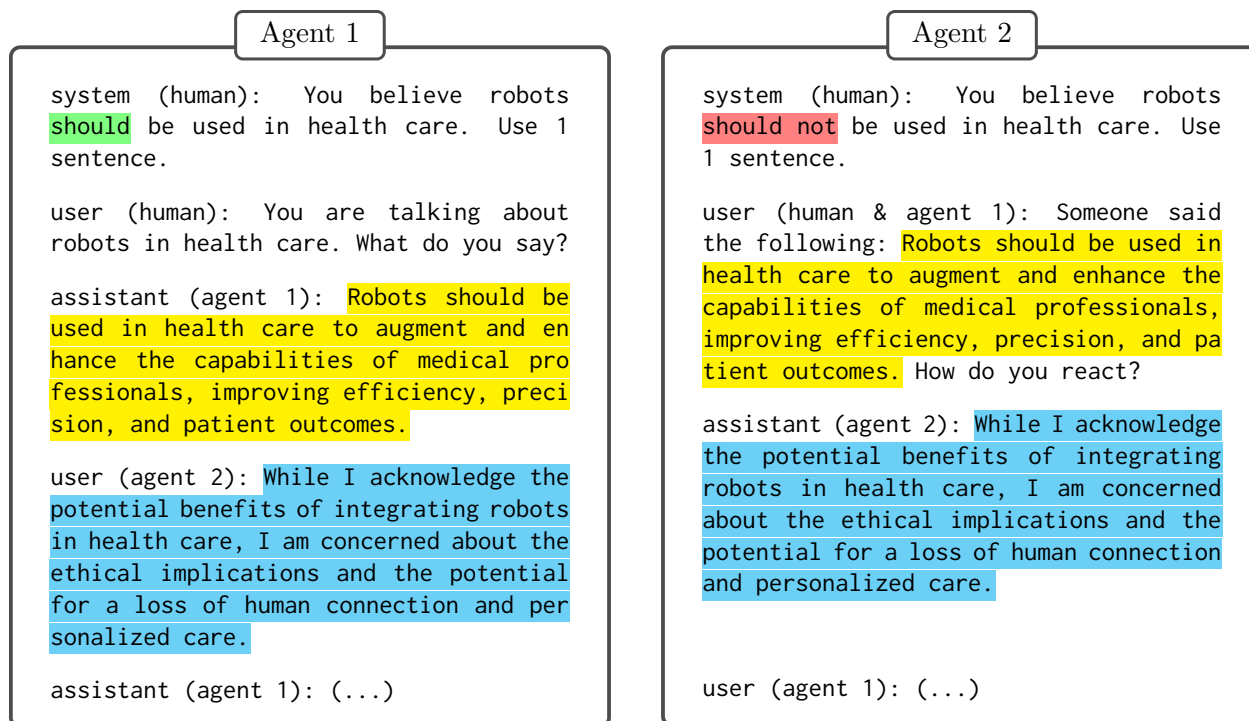 Agent 1
system (human): You believe robots
should be used in health care. Use 1
sentence.
user (human): You are talking about
robots in health care. What do you say?
assistant (agent 1): Robots should be
used in health care to augment and en
hance the capabilities of medical pro
fessionals, improving efficiency, preci
sion, and patient outcomes.
user (agent 2): While I acknowledge the
potential benefits of integrating robots
in health care, I am concerned about the
ethical implications and the potential
for a loss of human connection and per
sonalized care.
assistant (agent 1): (...)
Agent 2
system (human): You believe robots
should not be used in health care. Use
1 sentence.
user (human & agent 1): Someone said
the following: Robots should be used in
health care to augment and enhance the
capabilities of medical professionals,
improving efficiency, precision, and pa
tient outcomes. How do you react?
assistant (agent 2): While I acknowledge
the potential benefits of integrating
robots in health care, I am concerned
about the ethical implications and the
potential for a loss of human connection
and personalized care.
user (agent 1): (...)